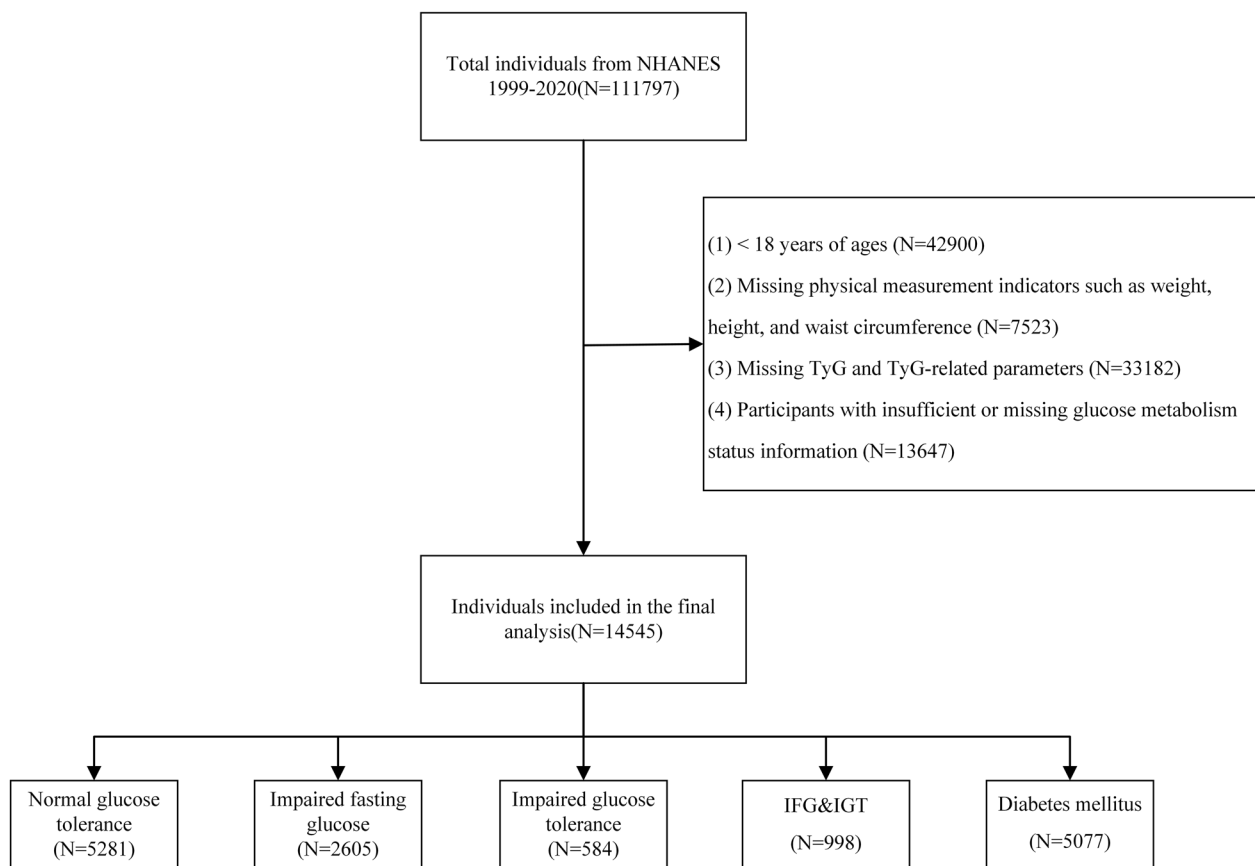 Total individuals from NHANES
1999-2020(N=111797)
(1) < 18 years of ages (N=42900)
(2) Missing physical measurement indicators such as weight,
height, and waist circumference (N=7523)
(3) Missing TyG and TyG-related parameters (N=33182)
(4) Participants with insufficient or missing glucose metabolism
status information (N=13647)
Individuals included in the final
analysis(N=14545)
Normal glucose
tolerance
(N=5281)
Impaired fasting
glucose
(N=2605)
Impaired glucose
tolerance
(N=584)
IFG&IGT
(N=998)
Diabetes mellitus
(N=5077)